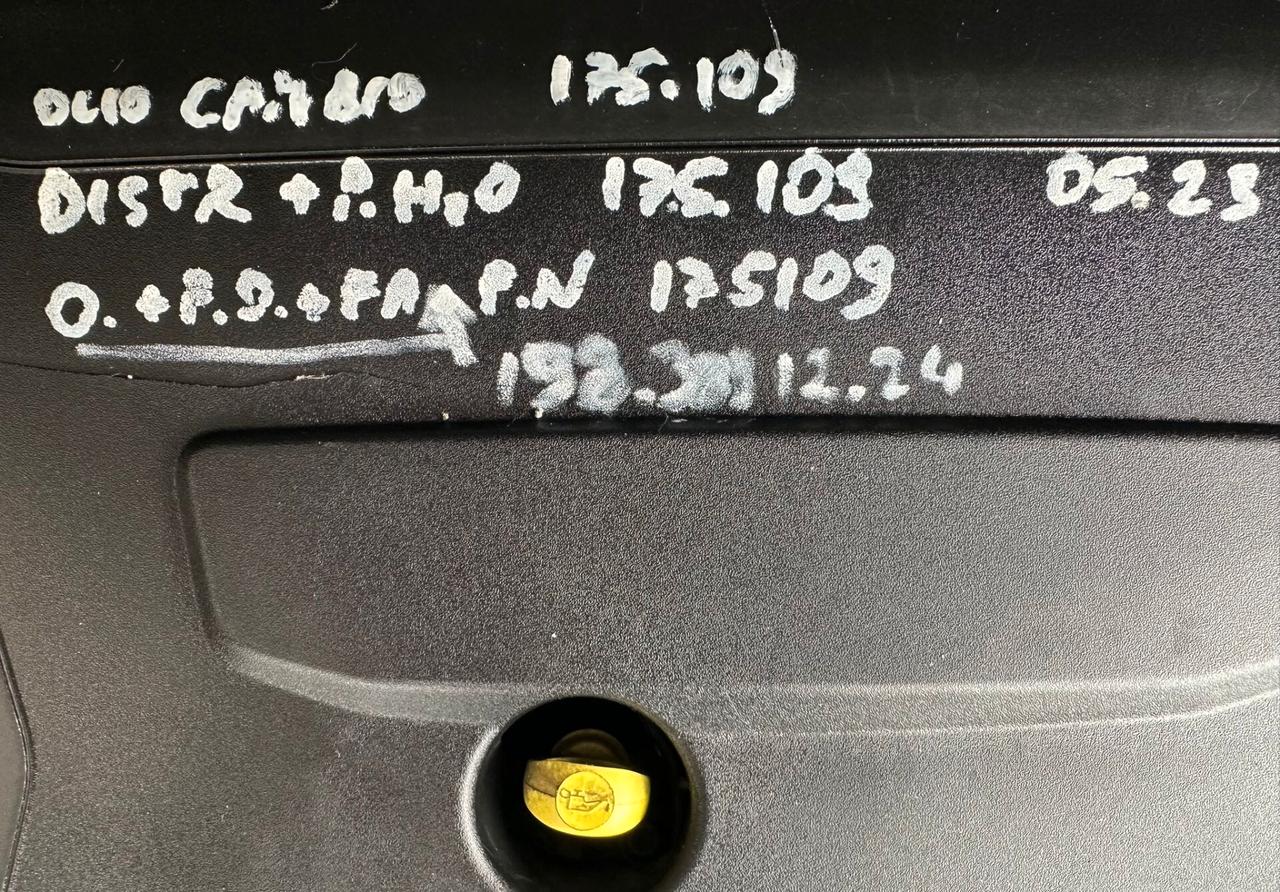 OLIO CAMBIO 175.109
DISTR + P. H2O 175.109 05.23
O. + F.O. + FA + P.N 175109
12.24